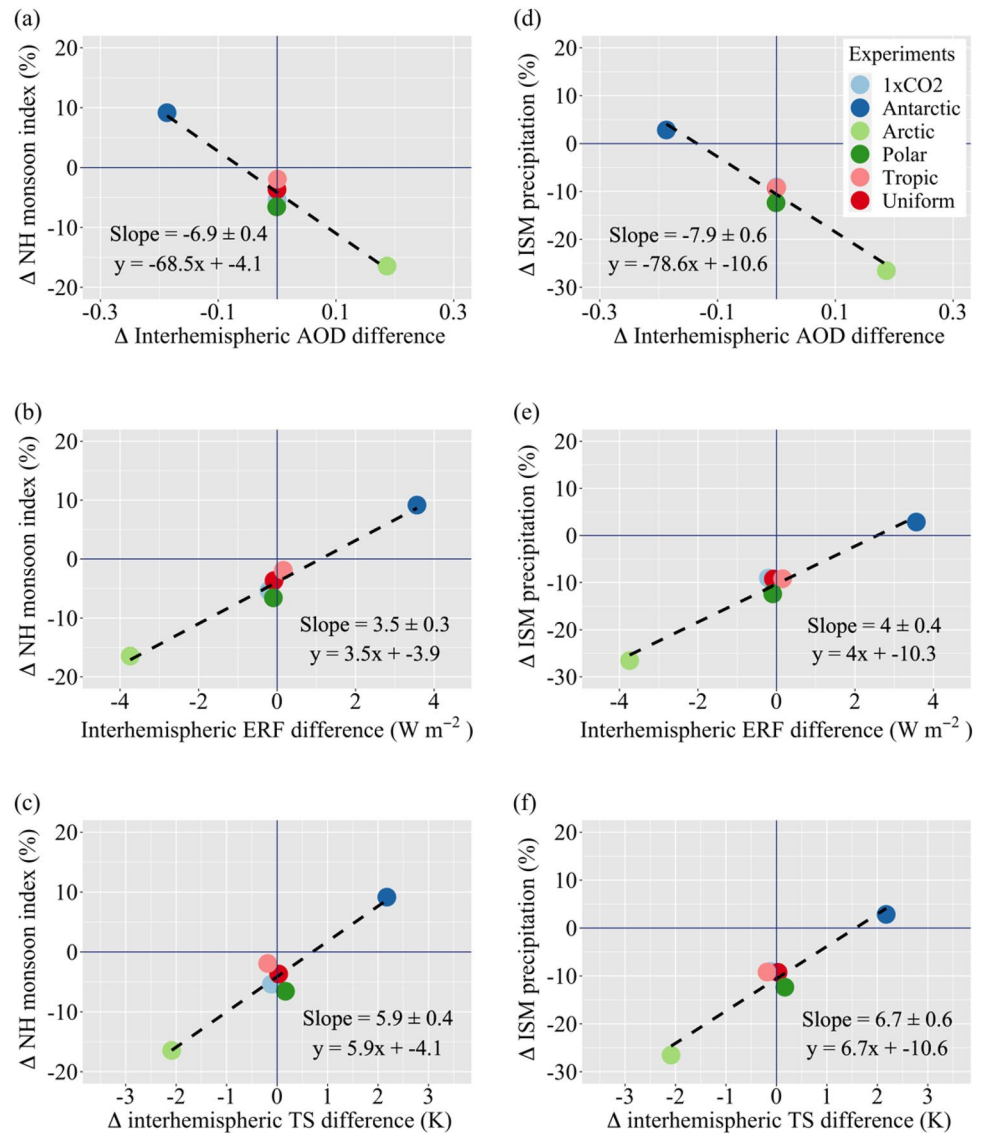 (a)
Δ NH monsoon index (%)
20
10
0
-10
-20
Slope = -6.9 ± 0.4
y = -68.5x + -4.1
-0.3
-0.1
0
0.1
0.3
Δ Interhemispheric AOD difference
(d)
Δ ISM precipitation (%)
20
10
0
-10
-20
-30
Experiments
1xCO2
Antarctic
Arctic
Polar
Tropic
Uniform
Slope = -7.9 ± 0.6
y = -78.6x + -10.6
-0.3
-0.1
0
0.1
0.3
Δ Interhemispheric AOD difference
(b)
Δ NH monsoon index (%)
20
10
0
-10
-20
Slope = 3.5 ± 0.3
y = 3.5x + -3.9
-4
-2
0
2
4
Interhemispheric ERF difference (W m⁻² )
(e)
Δ ISM precipitation (%)
20
10
0
-10
-20
-30
Slope = 4 ± 0.4
y = 4x + -10.3
-4
-2
0
2
4
Interhemispheric ERF difference (W m⁻² )
(c)
Δ NH monsoon index (%)
20
10
0
-10
-20
Slope = 5.9 ± 0.4
y = 5.9x + -4.1
-3
-2
-1
0
1
2
3
Δ interhemispheric TS difference (K)
(f)
Δ ISM precipitation (%)
20
10
0
-10
-20
-30
Slope = 6.7 ± 0.6
y = 6.7x + -10.6
-3
-2
-1
0
1
2
3
Δ interhemispheric TS difference (K)